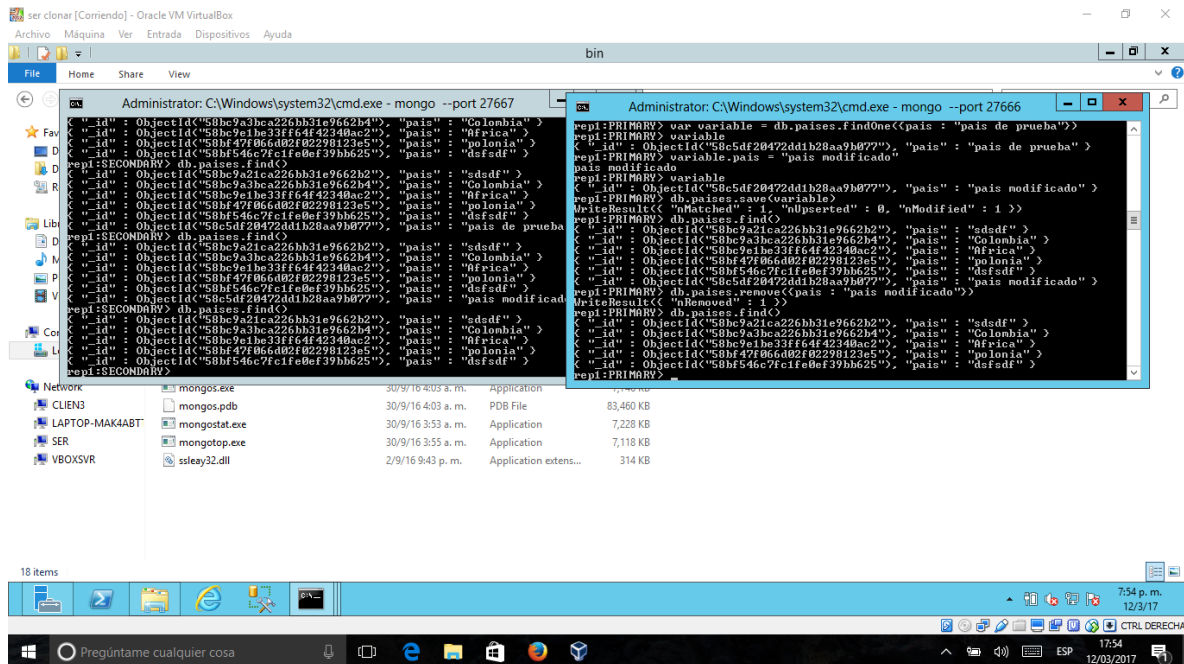 ser clonar [Corriendo] - Oracle VM VirtualBox
Archivo Máquina Ver Entrada Dispositivos Ayuda
bin
File Home Share View
Administrator: C:\Windows\system32\cmd.exe - mongo --port 27667
{ "_id" : ObjectId("58bc9a3bca226bb31e9662b4"), "pais" : "Colombia" }
{ "_id" : ObjectId("58bc9e1be33ff64f42340ac2"), "pais" : "Africa" }
{ "_id" : ObjectId("58bf47f066d02f02298123e5"), "pais" : "polonia" }
{ "_id" : ObjectId("58bf546c7fc1fe0ef39bb625"), "pais" : "dsfsdf" }
rep1:SECONDARY> db.paises.find()
{ "_id" : ObjectId("58bc9a21ca226bb31e9662b2"), "pais" : "sdsdf" }
{ "_id" : ObjectId("58bc9a3bca226bb31e9662b4"), "pais" : "Colombia" }
{ "_id" : ObjectId("58bc9e1be33ff64f42340ac2"), "pais" : "Africa" }
{ "_id" : ObjectId("58bf47f066d02f02298123e5"), "pais" : "polonia" }
{ "_id" : ObjectId("58bf546c7fc1fe0ef39bb625"), "pais" : "dsfsdf" }
{ "_id" : ObjectId("58c5df20472dd1b28aa9b077"), "pais" : "pais de prueba
rep1:SECONDARY> db.paises.find()
{ "_id" : ObjectId("58bc9a21ca226bb31e9662b2"), "pais" : "sdsdf" }
{ "_id" : ObjectId("58bc9a3bca226bb31e9662b4"), "pais" : "Colombia" }
{ "_id" : ObjectId("58bc9e1be33ff64f42340ac2"), "pais" : "Africa" }
{ "_id" : ObjectId("58bf47f066d02f02298123e5"), "pais" : "polonia" }
{ "_id" : ObjectId("58bf546c7fc1fe0ef39bb625"), "pais" : "dsfsdf" }
{ "_id" : ObjectId("58c5df20472dd1b28aa9b077"), "pais" : "pais modificad
rep1:SECONDARY> db.paises.find()
{ "_id" : ObjectId("58bc9a21ca226bb31e9662b2"), "pais" : "sdsdf" }
{ "_id" : ObjectId("58bc9a3bca226bb31e9662b4"), "pais" : "Colombia" }
{ "_id" : ObjectId("58bc9e1be33ff64f42340ac2"), "pais" : "Africa" }
{ "_id" : ObjectId("58bf47f066d02f02298123e5"), "pais" : "polonia" }
{ "_id" : ObjectId("58bf546c7fc1fe0ef39bb625"), "pais" : "dsfsdf" }
rep1:SECONDARY>
Administrator: C:\Windows\system32\cmd.exe - mongo --port 27666
rep1:PRIMARY> var variable = db.paises.findOne({pais : "pais de prueba"})
rep1:PRIMARY> variable
{ "_id" : ObjectId("58c5df20472dd1b28aa9b077"), "pais" : "pais de prueba" }
rep1:PRIMARY> variable.pais = "pais modificado"
pais modificado
rep1:PRIMARY> variable
{ "_id" : ObjectId("58c5df20472dd1b28aa9b077"), "pais" : "pais modificado" }
rep1:PRIMARY> db.paises.save(variable)
WriteResult({ "nMatched" : 1, "nUpserted" : 0, "nModified" : 1 })
rep1:PRIMARY> db.paises.find()
{ "_id" : ObjectId("58bc9a21ca226bb31e9662b2"), "pais" : "sdsdf" }
{ "_id" : ObjectId("58bc9a3bca226bb31e9662b4"), "pais" : "Colombia" }
{ "_id" : ObjectId("58bc9e1be33ff64f42340ac2"), "pais" : "Africa" }
{ "_id" : ObjectId("58bf47f066d02f02298123e5"), "pais" : "polonia" }
{ "_id" : ObjectId("58bf546c7fc1fe0ef39bb625"), "pais" : "dsfsdf" }
{ "_id" : ObjectId("58c5df20472dd1b28aa9b077"), "pais" : "pais modificado" }
rep1:PRIMARY> db.paises.remove({pais : "pais modificado"})
WriteResult({ "nRemoved" : 1 })
rep1:PRIMARY> db.paises.find()
{ "_id" : ObjectId("58bc9a21ca226bb31e9662b2"), "pais" : "sdsdf" }
{ "_id" : ObjectId("58bc9a3bca226bb31e9662b4"), "pais" : "Colombia" }
{ "_id" : ObjectId("58bc9e1be33ff64f42340ac2"), "pais" : "Africa" }
{ "_id" : ObjectId("58bf47f066d02f02298123e5"), "pais" : "polonia" }
{ "_id" : ObjectId("58bf546c7fc1fe0ef39bb625"), "pais" : "dsfsdf" }
rep1:PRIMARY> _
Fav
D
D
R
Libr
D
M
P
V
Cor
L
Network
CLIEN3
LAPTOP-MAK4ABT
SER
VBOXSVR
mongos.exe 30/9/16 4:03 a. m. Application
mongos.pdb 30/9/16 4:03 a. m. PDB File 83,460 KB
mongostat.exe 30/9/16 3:53 a. m. Application 7,228 KB
mongotop.exe 30/9/16 3:55 a. m. Application 7,118 KB
ssleay32.dll 2/9/16 9:43 p. m. Application extens... 314 KB
18 items
7:54 p. m.
12/3/17
CTRL DERECHA
Pregúntame cualquier cosa
ESP
17:54
12/03/2017